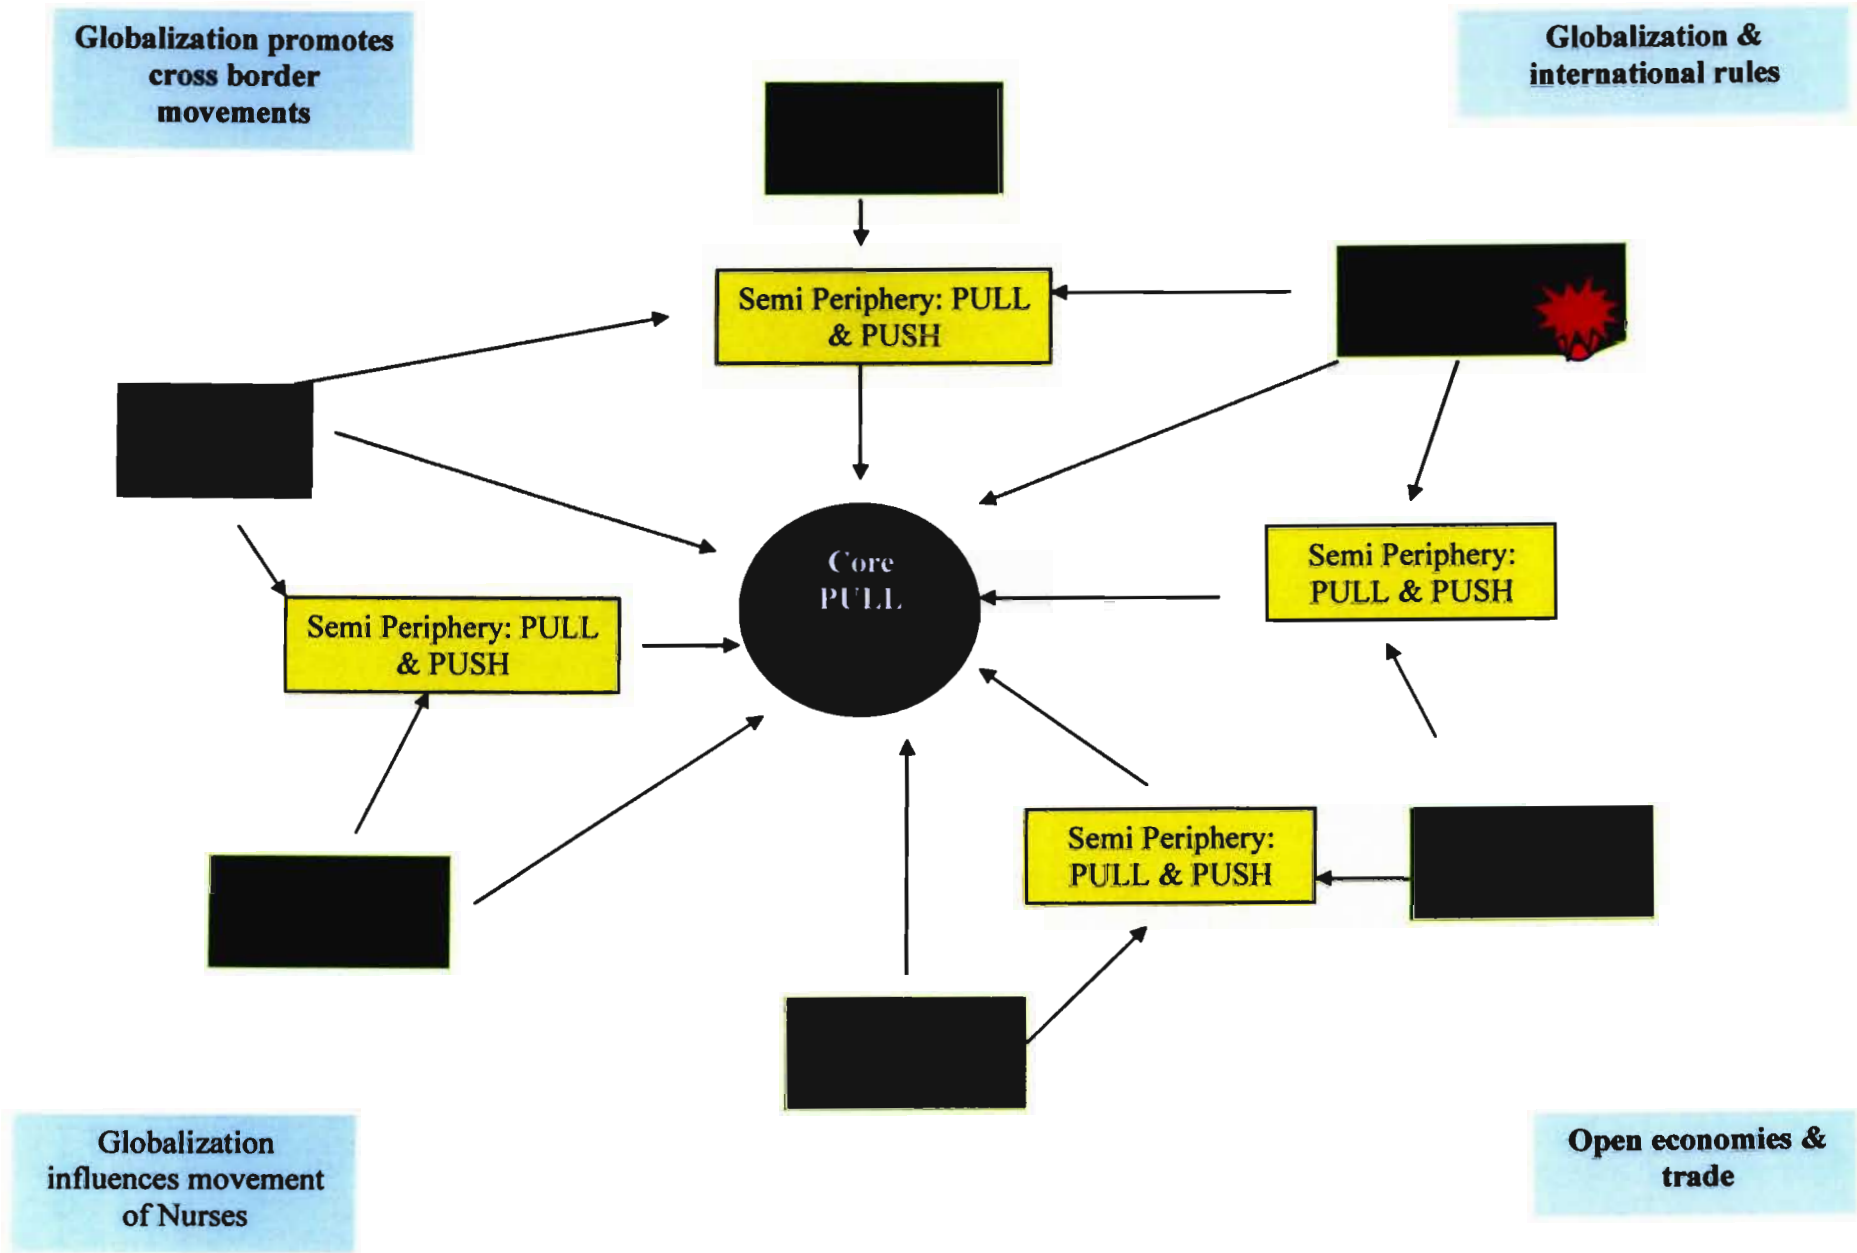 Globalization promotes
cross border
movements
Globalization &
international rules
Semi Periphery: PULL
& PUSH
Core
PULL
Semi Periphery:
PULL & PUSH
Semi Periphery: PULL
& PUSH
Semi Periphery:
PULL & PUSH
Globalization
influences movement
of Nurses
Open economies &
trade